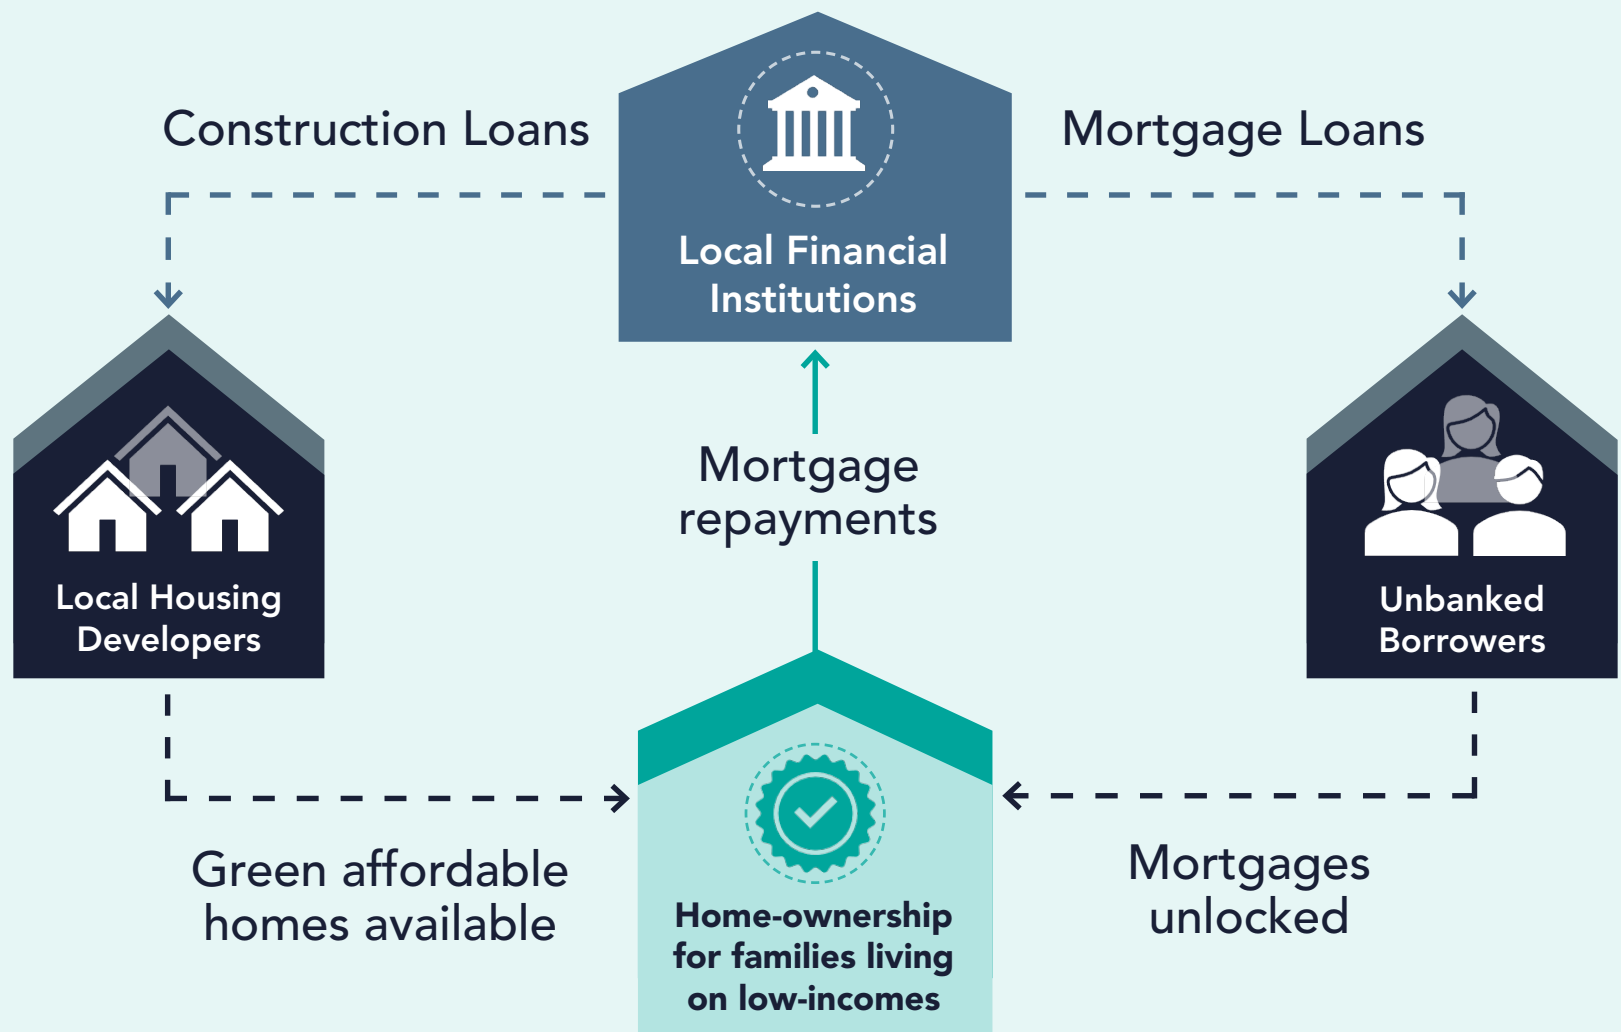 Construction Loans
Mortgage Loans
Local Financial
Institutions
Mortgage
repayments
Local Housing
Developers
Unbanked
Borrowers
Green affordable
homes available
Mortgages
unlocked
Home-ownership
for families living
on low-incomes